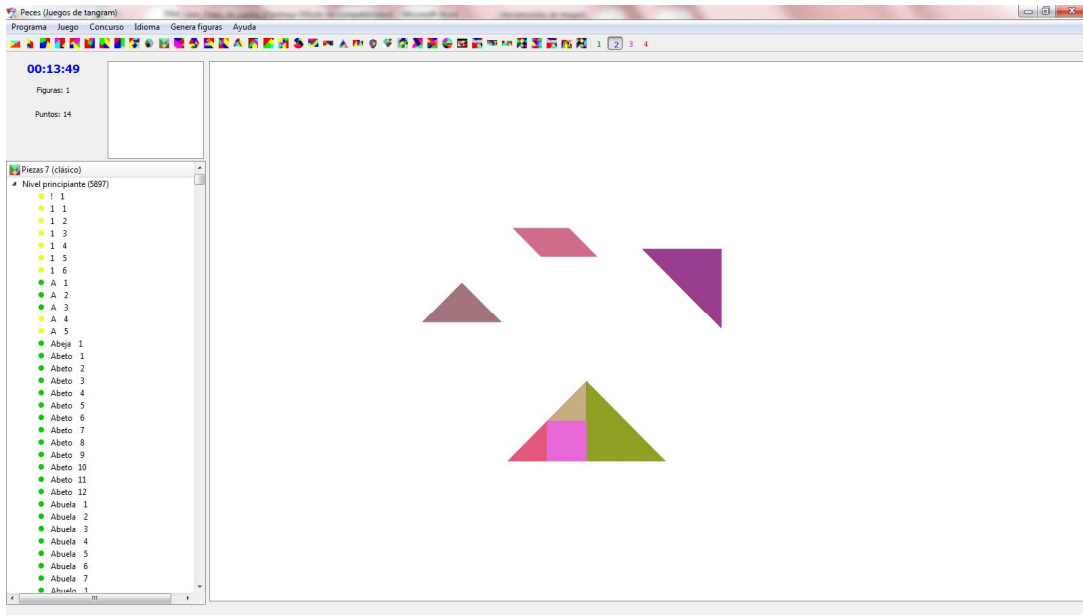 Peces (Juegos de tangram)
Programa Juego Concurso Idioma Genera figuras Ayuda
1 2 3 4
00:13:49
Figuras: 1
Puntos: 14
Piezas 7 (clásico)
Nivel principiante (5897)
! 1
1 1
1 2
1 3
1 4
1 5
1 6
A 1
A 2
A 3
A 4
A 5
Abeja 1
Abeto 1
Abeto 2
Abeto 3
Abeto 4
Abeto 5
Abeto 6
Abeto 7
Abeto 8
Abeto 9
Abeto 10
Abeto 11
Abeto 12
Abuela 1
Abuela 2
Abuela 3
Abuela 4
Abuela 5
Abuela 6
Abuela 7
Abuelo 1